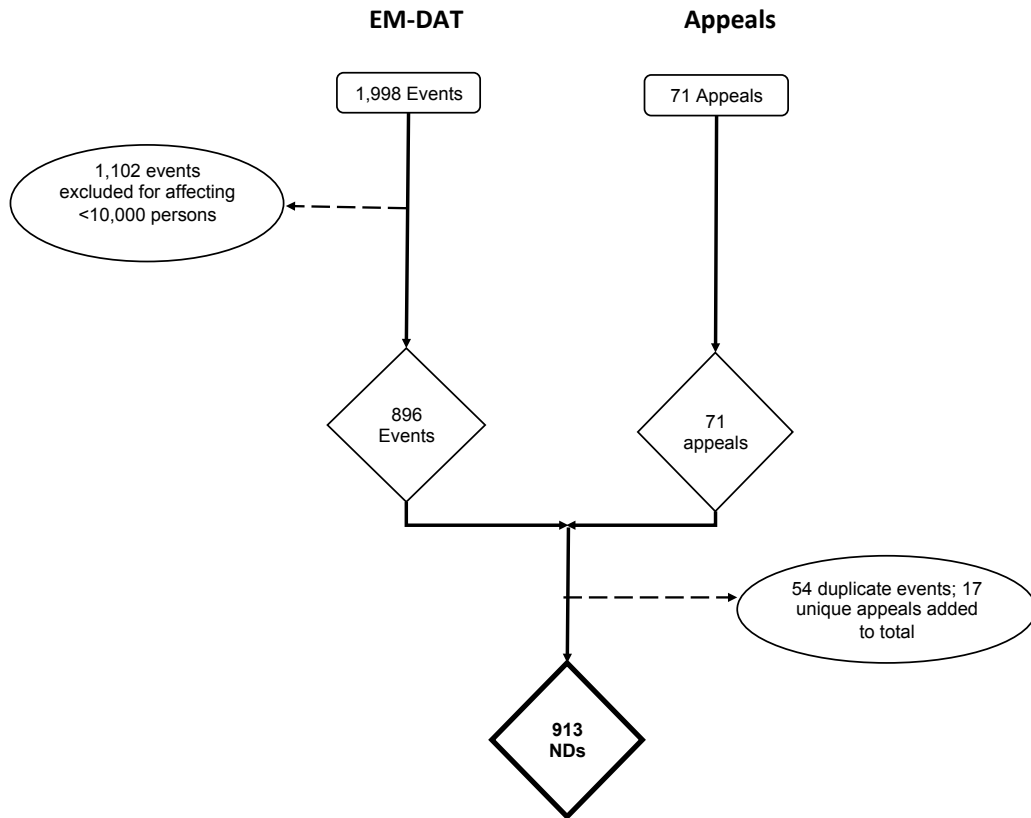 EM-DAT
Appeals
1,998 Events
71 Appeals
1,102 events
excluded for affecting
<10,000 persons
896
Events
71
appeals
54 duplicate events; 17
unique appeals added
to total
913
NDs